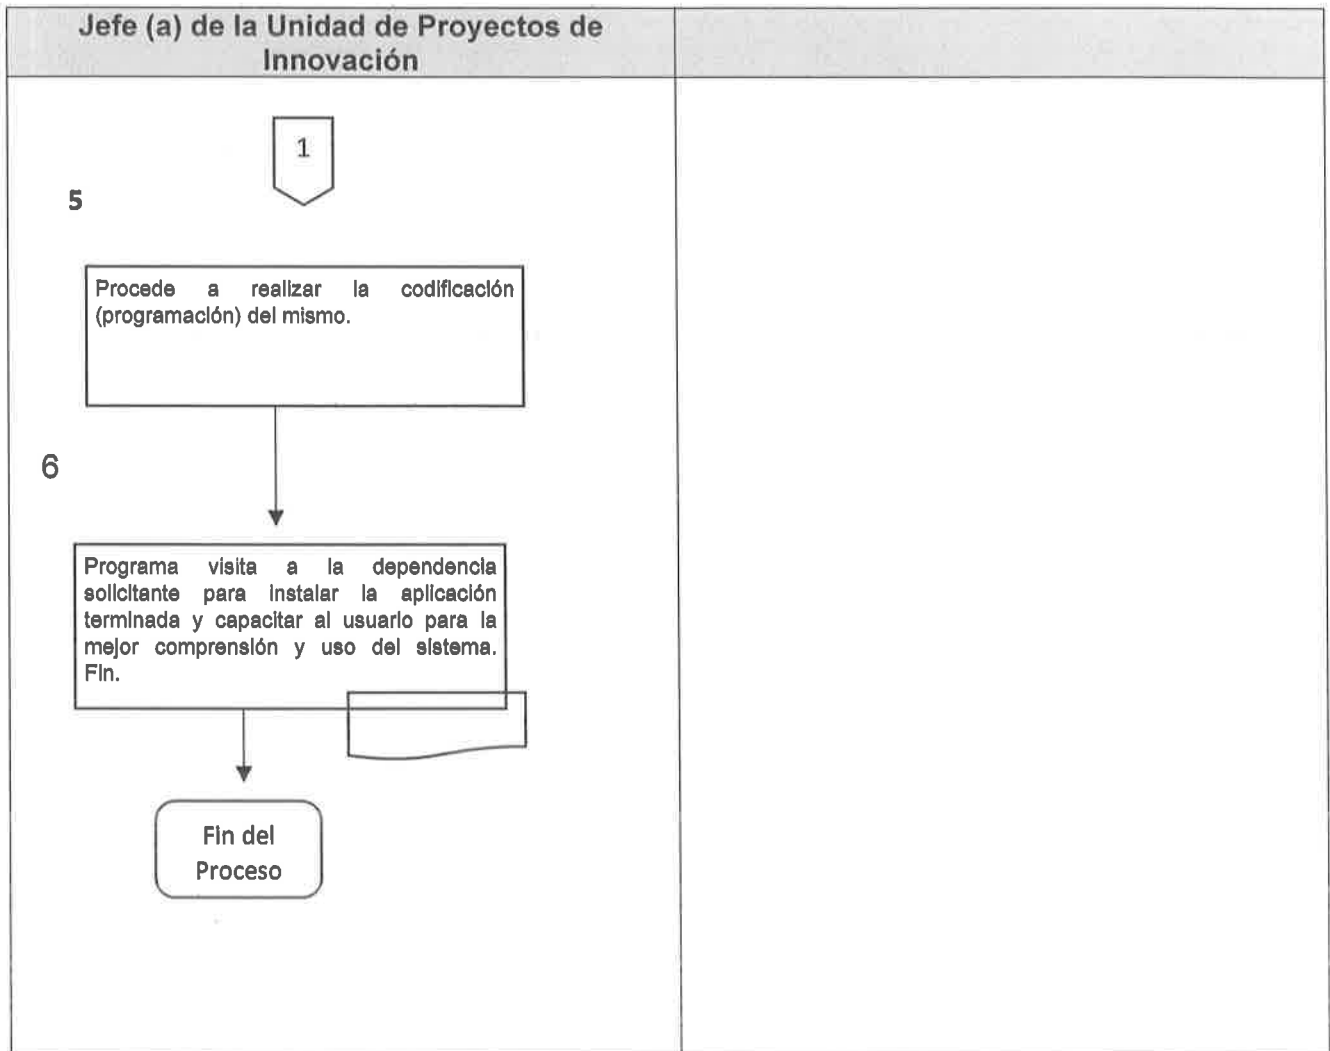 Jefe (a) de la Unidad de Proyectos de
Innovación
1
5
Procede a realizar la codificación
(programación) del mismo.
6
Programa visita a la dependencia
solicitante para instalar la aplicación
terminada y capacitar al usuario para la
mejor comprensión y uso del sistema.
Fin.
Fin del
Proceso